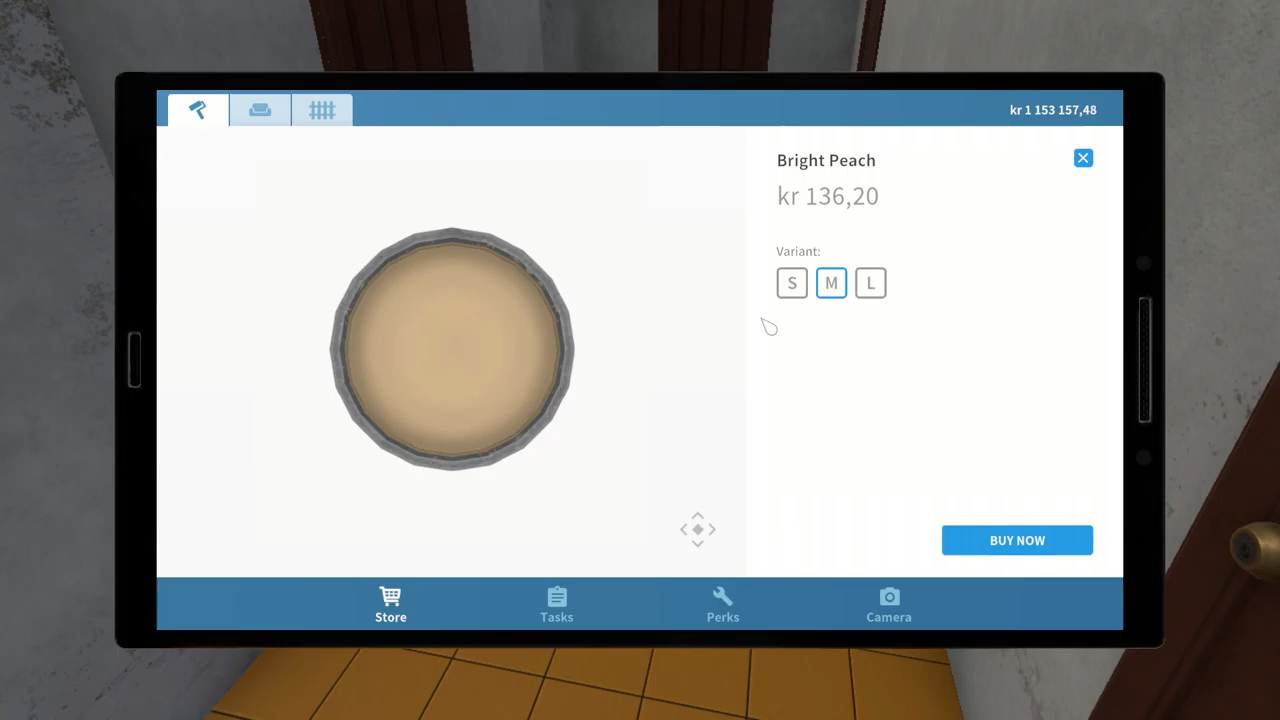 kr 1 153 157,48
Bright Peach
kr 136,20
Variant:
S M L
BUY NOW
Store Tasks Perks Camera